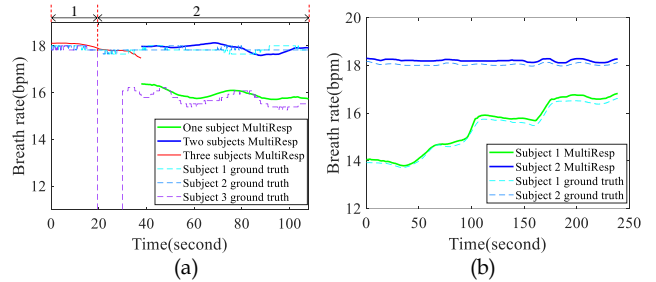 1 2
18
16
14
12
Breath rate(bpm)
One subject MultiResp
Two subjects MultiResp
Three subjects MultiResp
Subject 1 ground truth
Subject 2 ground truth
Subject 3 ground truth
0 20 40 60 80 100
Time(second)
(a)
20
18
16
14
12
Breath rate(bpm)
Subject 1 MultiResp
Subject 2 MultiResp
Subject 1 ground truth
Subject 2 ground truth
0 50 100 150 200 250
Time(second)
(b)